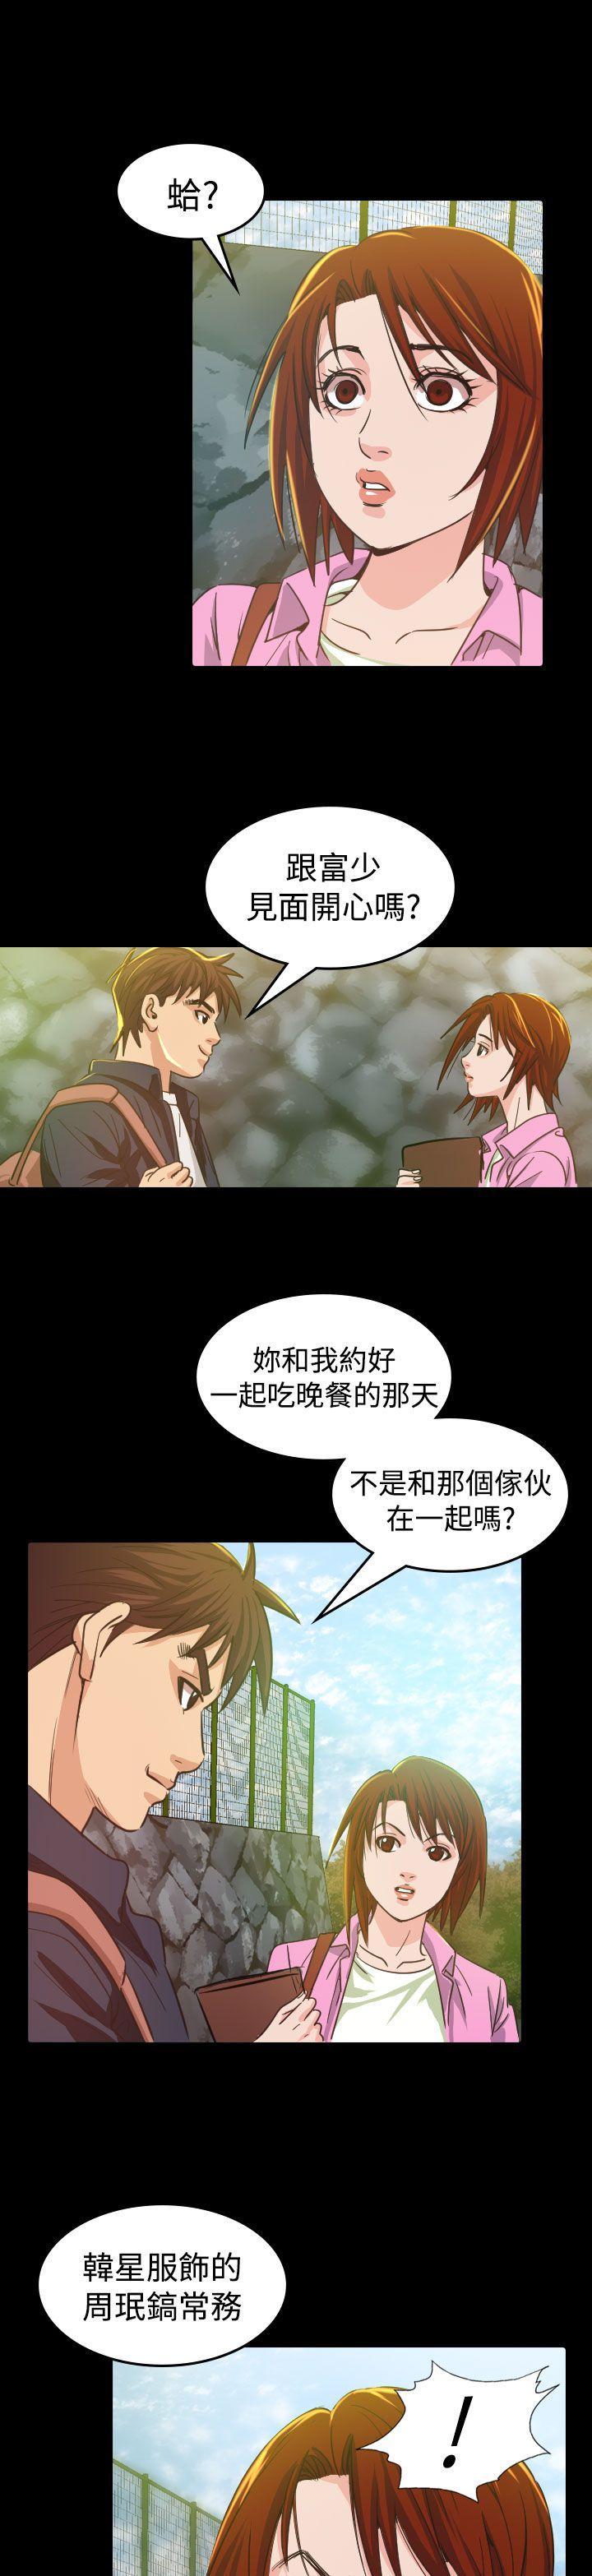 蛤?
跟富少
見面開心嗎?
妳和我約好
一起吃晚餐的那天
不是和那個傢伙
在一起嗎?
韓星服飾的
周珉鎬常務
!